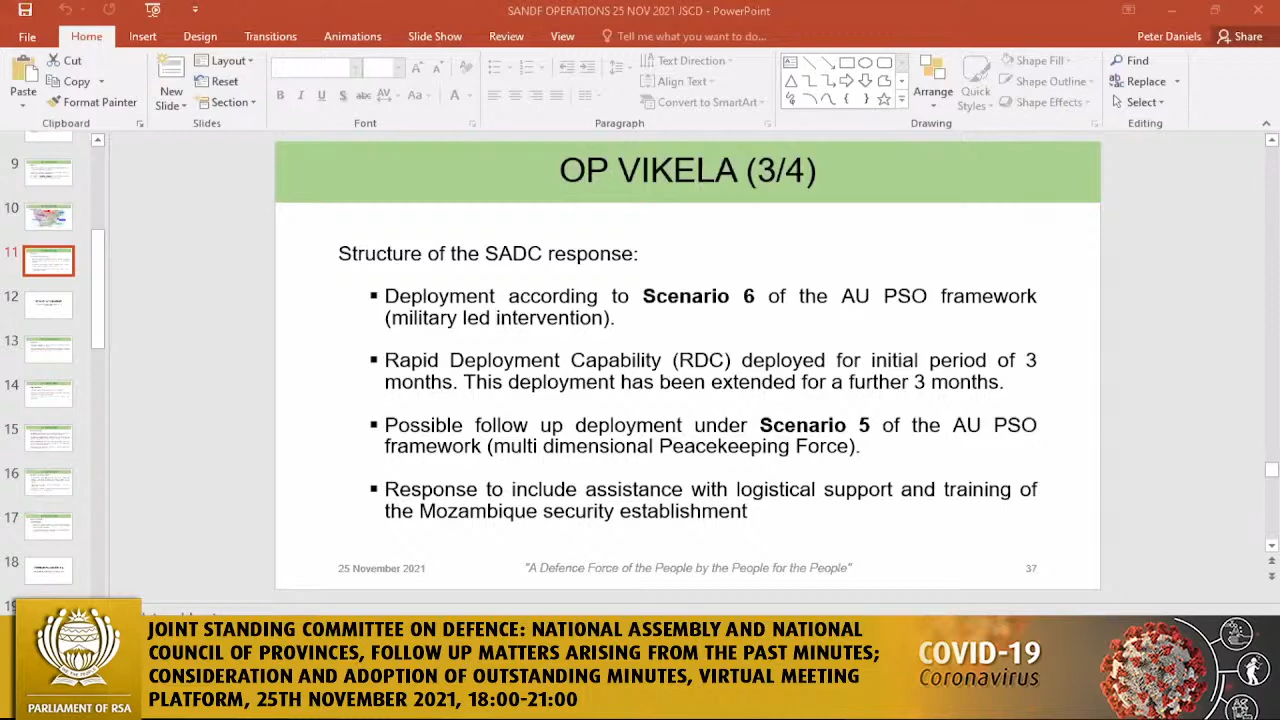 SANDF OPERATIONS 25 NOV 2021 JSCD - PowerPoint
File Home Insert Design Transitions Animations Slide Show Review View Tell me what you want to do... Peter Daniels Share
Cut Layout Text Direction Shape Fill Find
Paste Copy New Slide Reset Align Text Arrange Quick Styles Shape Outline Replace
Format Painter Section B I U S abc AV Aa A Convert to SmartArt Shape Effects Select
Clipboard Slides Font Paragraph Drawing Editing
9
10
11
12
13
14
15
16
17
18
OP VIKELA (3/4)
Structure of the SADC response:
▪ Deployment according to Scenario 6 of the AU PSO framework
(military led intervention).
▪ Rapid Deployment Capability (RDC) deployed for initial period of 3
months. This deployment has been extended for a further 3 months.
▪ Possible follow up deployment under Scenario 5 of the AU PSO
framework (multi dimensional Peacekeeping Force).
▪ Response to include assistance with logistical support and training of
the Mozambique security establishment
25 November 2021 "A Defence Force of the People by the People for the People" 37
JOINT STANDING COMMITTEE ON DEFENCE: NATIONAL ASSEMBLY AND NATIONAL
COUNCIL OF PROVINCES, FOLLOW UP MATTERS ARISING FROM THE PAST MINUTES;
CONSIDERATION AND ADOPTION OF OUTSTANDING MINUTES, VIRTUAL MEETING
PLATFORM, 25TH NOVEMBER 2021, 18:00-21:00
PARLIAMENT OF RSA
COVID-19
Coronavirus